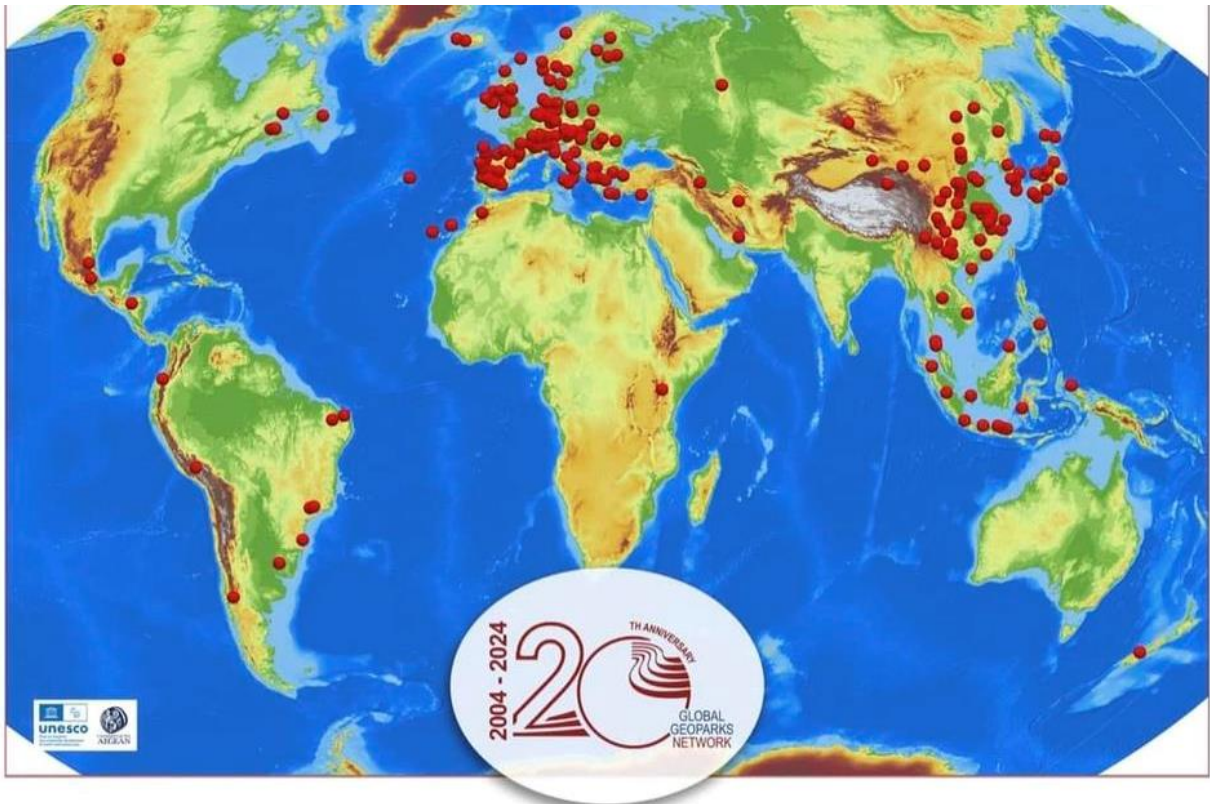 2004 - 2024
20
TH ANNIVERSARY
GLOBAL
GEOPARKS
NETWORK
unesco
AEGEAN